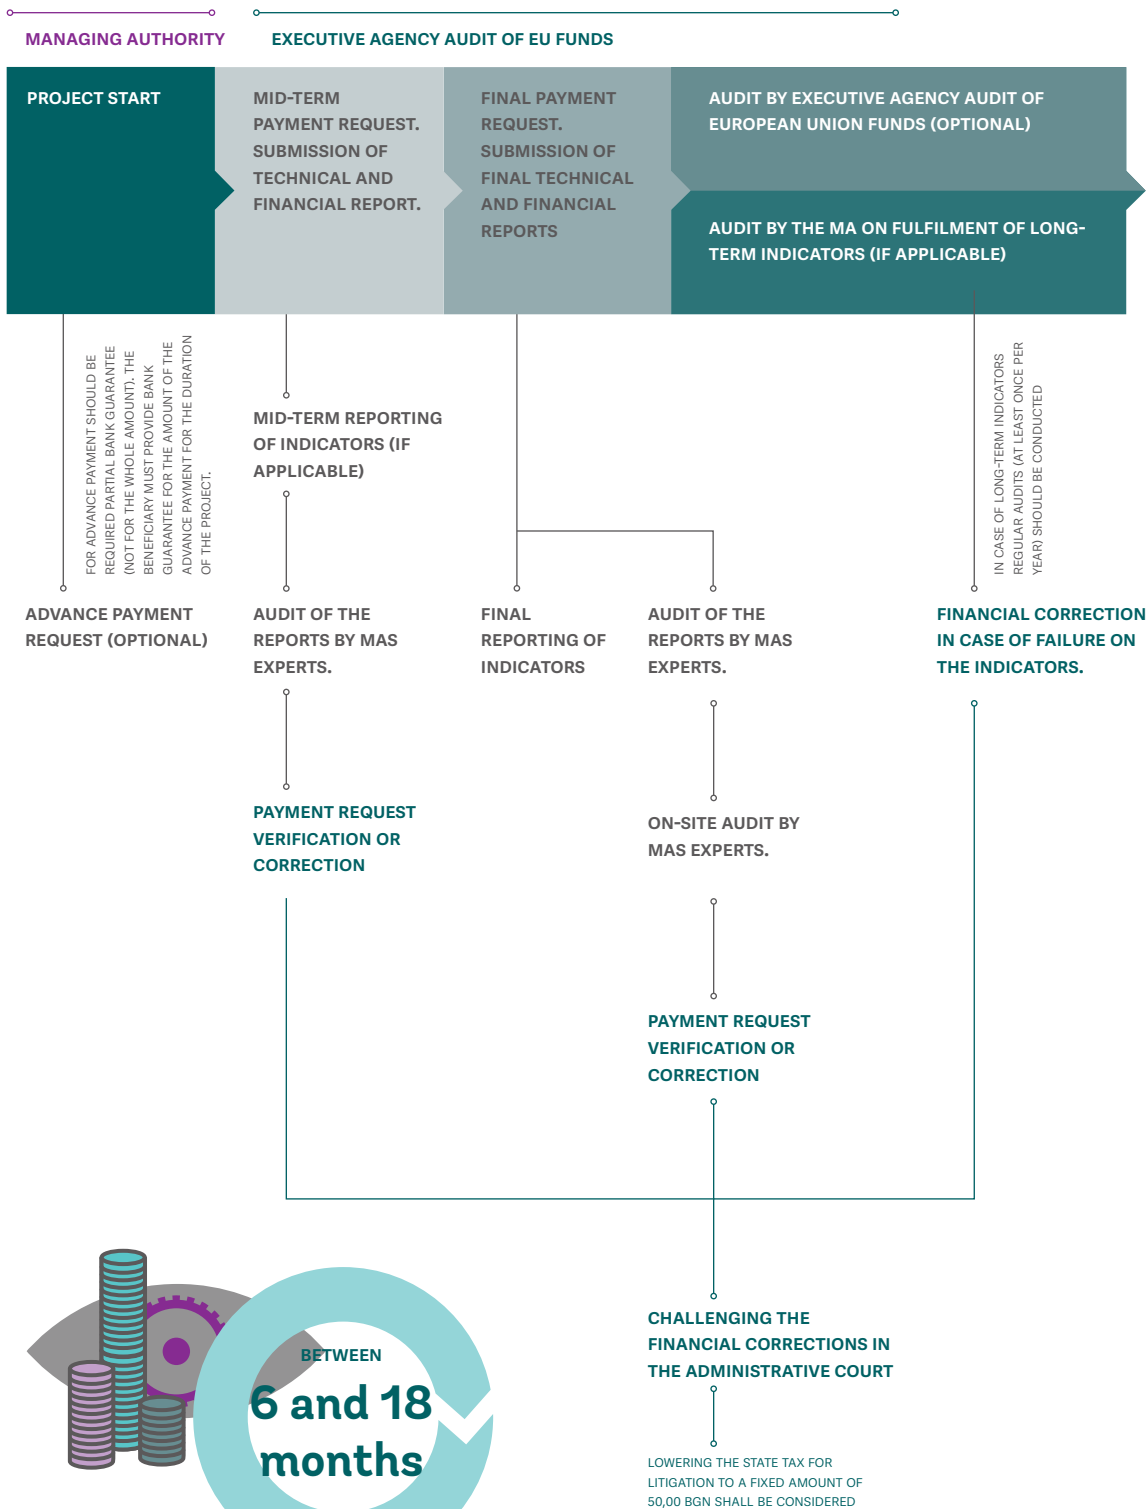 MANAGING AUTHORITY
EXECUTIVE AGENCY AUDIT OF EU FUNDS
PROJECT START
MID-TERM
PAYMENT REQUEST.
SUBMISSION OF
TECHNICAL AND
FINANCIAL REPORT.
FINAL PAYMENT
REQUEST.
SUBMISSION OF
FINAL TECHNICAL
AND FINANCIAL
REPORTS
AUDIT BY EXECUTIVE AGENCY AUDIT OF
EUROPEAN UNION FUNDS (OPTIONAL)
AUDIT BY THE MA ON FULFILMENT OF LONG-
TERM INDICATORS (IF APPLICABLE)
FOR ADVANCE PAYMENT SHOULD BE
REQUIRED PARTIAL BANK GUARANTEE
(NOT FOR THE WHOLE AMOUNT). THE
BENEFICIARY MUST PROVIDE BANK
GUARANTEE FOR THE AMOUNT OF THE
ADVANCE PAYMENT FOR THE DURATION
OF THE PROJECT.
ADVANCE PAYMENT
REQUEST (OPTIONAL)
MID-TERM REPORTING
OF INDICATORS (IF
APPLICABLE)
AUDIT OF THE
REPORTS BY MAS
EXPERTS.
PAYMENT REQUEST
VERIFICATION OR
CORRECTION
FINAL
REPORTING OF
INDICATORS
AUDIT OF THE
REPORTS BY MAS
EXPERTS.
ON-SITE AUDIT BY
MAS EXPERTS.
PAYMENT REQUEST
VERIFICATION OR
CORRECTION
IN CASE OF LONG-TERM INDICATORS
REGULAR AUDITS (AT LEAST ONCE PER
YEAR) SHOULD BE CONDUCTED
FINANCIAL CORRECTION
IN CASE OF FAILURE ON
THE INDICATORS.
CHALLENGING THE
FINANCIAL CORRECTIONS IN
THE ADMINISTRATIVE COURT
LOWERING THE STATE TAX FOR
LITIGATION TO A FIXED AMOUNT OF
50,00 BGN SHALL BE CONSIDERED
BETWEEN
6 and 18
months